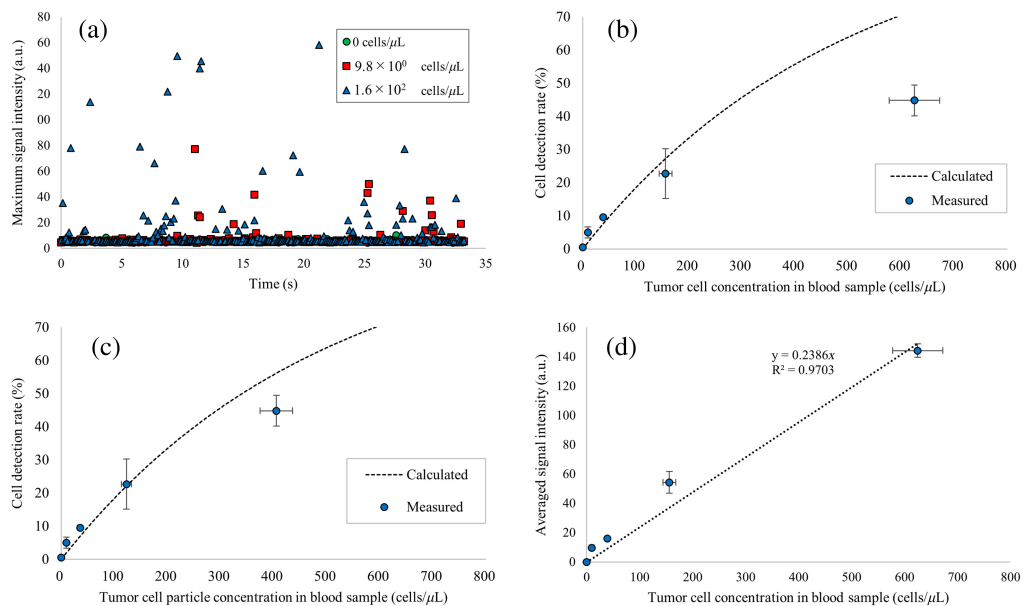 (a)
Maximum signal intensity (a.u.)
80
60
40
20
00
80
60
40
20
0
0 5 10 15 20 25 30 35
Time (s)
0 cells/μL
9.8 × 10⁰ cells/μL
1.6 × 10² cells/μL
(b)
Cell detection rate (%)
70
60
50
40
30
20
10
0
0 100 200 300 400 500 600 700 800
Tumor cell concentration in blood sample (cells/μL)
Calculated
Measured
(c)
Cell detection rate (%)
70
60
50
40
30
20
10
0
0 100 200 300 400 500 600 700 800
Tumor cell particle concentration in blood sample (cells/μL)
Calculated
Measured
(d)
Averaged signal intensity (a.u.)
160
140
120
100
80
60
40
20
0
0 100 200 300 400 500 600 700 800
Tumor cell concentration in blood sample (cells/μL)
y = 0.2386x
R² = 0.9703